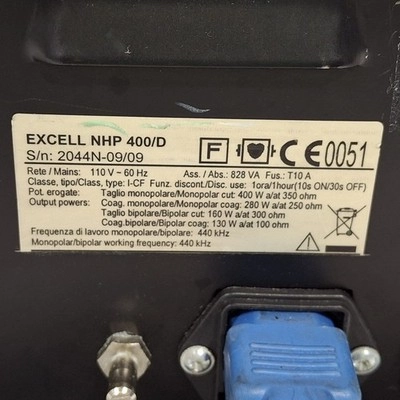 EXCELL NHP 400/D
S/n: 2044N-09/09
F CE0051
Rete / Mains: 110 V ~ 60 Hz Ass. / Abs.: 828 VA Fus.: T10 A
Classe, tipo/Class, type: I-CF Funz. discont/Disc. use: 1ora/1hour(10s ON/30s OFF)
Pot. erogate: Taglio monopolare/Monopolar cut: 400 W a/at 350 ohm
Output powers: Coag. monopolare/Monopolar coag: 280 W a/at 250 ohm
Taglio bipolare/Bipolar cut: 160 W a/at 300 ohm
Coag bipolare/Bipolar coag: 130 W a/at 100 ohm
Frequenza di lavoro monopolare/bipolare: 440 kHz
Monopolar/bipolar working frequency: 440 kHz